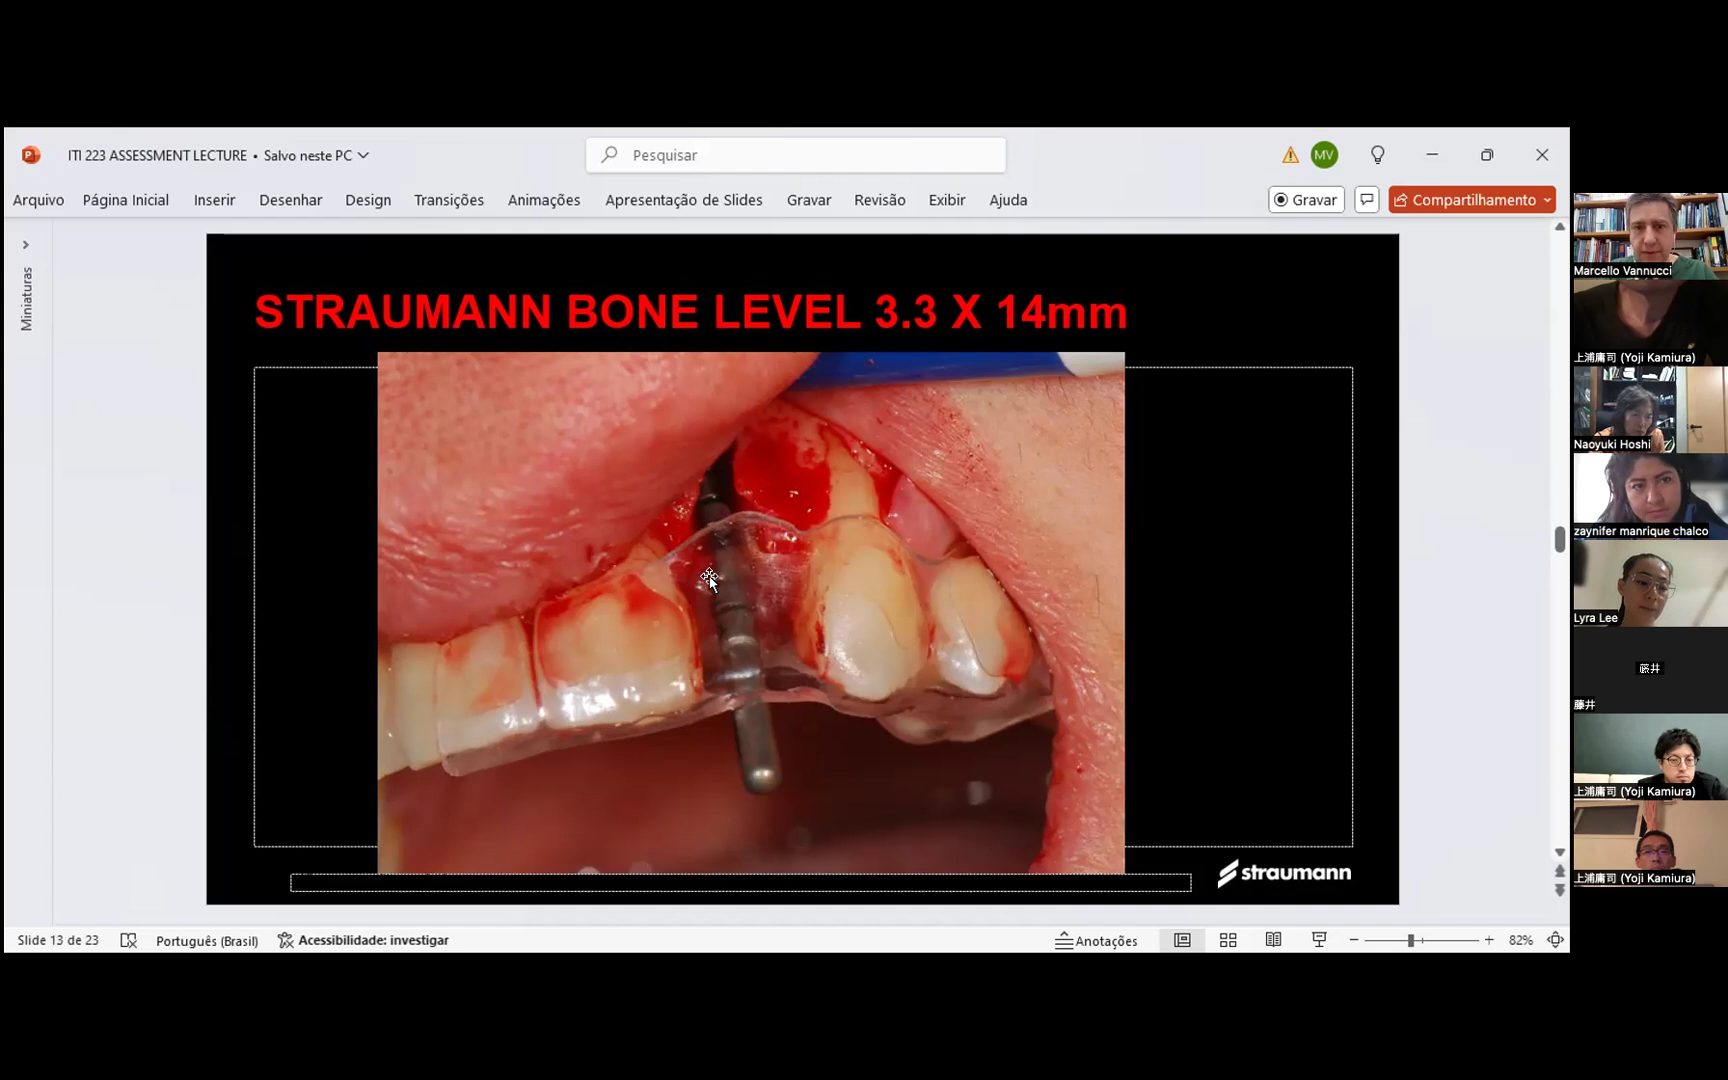 ITI 223 ASSESSMENT LECTURE • Salvo neste PC
Pesquisar
MV
Arquivo Página Inicial Inserir Desenhar Design Transições Animações Apresentação de Slides Gravar Revisão Exibir Ajuda
Gravar
Compartilhamento
Miniaturas
STRAUMANN BONE LEVEL 3.3 X 14mm
straumann
Slide 13 de 23
Português (Brasil)
Acessibilidade: investigar
Anotações
82%
Marcello Vannucci
上浦庸司 (Yoji Kamiura)
Naoyuki Hoshi
zaynifer manrique chalco
Lyra Lee
藤井
藤井
上浦庸司 (Yoji Kamiura)
上浦庸司 (Yoji Kamiura)